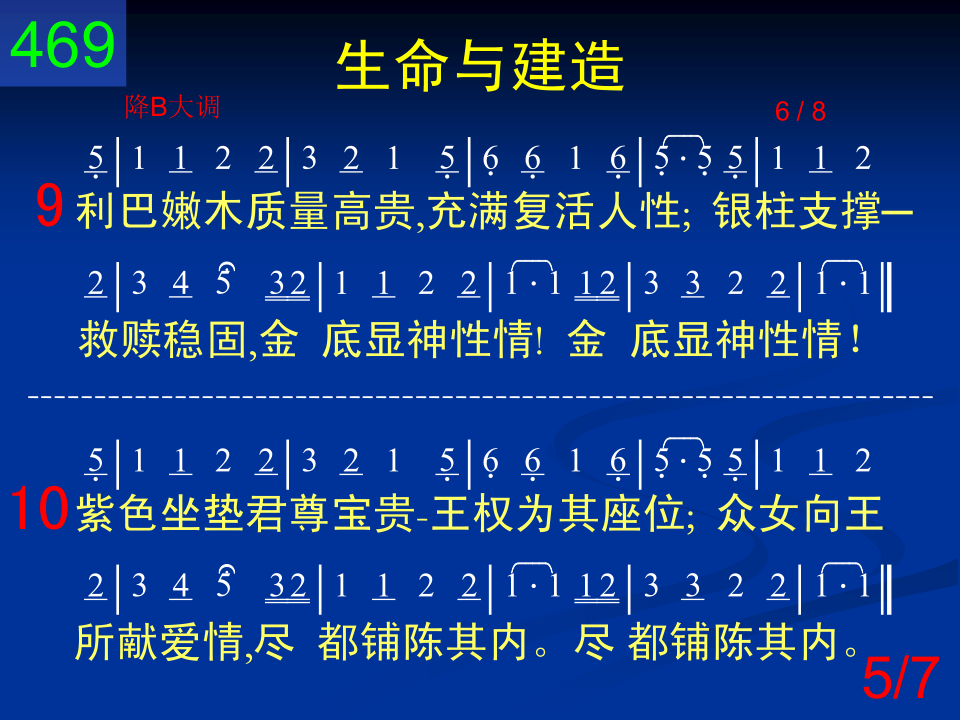 469
生命与建造
降B大调 6 / 8
5̣|1 1 2 2|3 2 1 5̣|6̣ 6̣ 1 6̣|5̣·5̣ 5̣|1 1 2
9 利巴嫩木质量高贵,充满复活人性; 银柱支撑─
2|3 4 5 32|1 1 2 2|1·1 12|3 3 2 2|1·1‖
救赎稳固,金 底显神性情! 金 底显神性情!
5̣|1 1 2 2|3 2 1 5̣|6̣ 6̣ 1 6̣|5̣·5̣ 5̣|1 1 2
10 紫色坐垫君尊宝贵-王权为其座位; 众女向王
2|3 4 5 32|1 1 2 2|1·1 12|3 3 2 2|1·1‖
所献爱情,尽 都铺陈其内。尽 都铺陈其内。
5/7